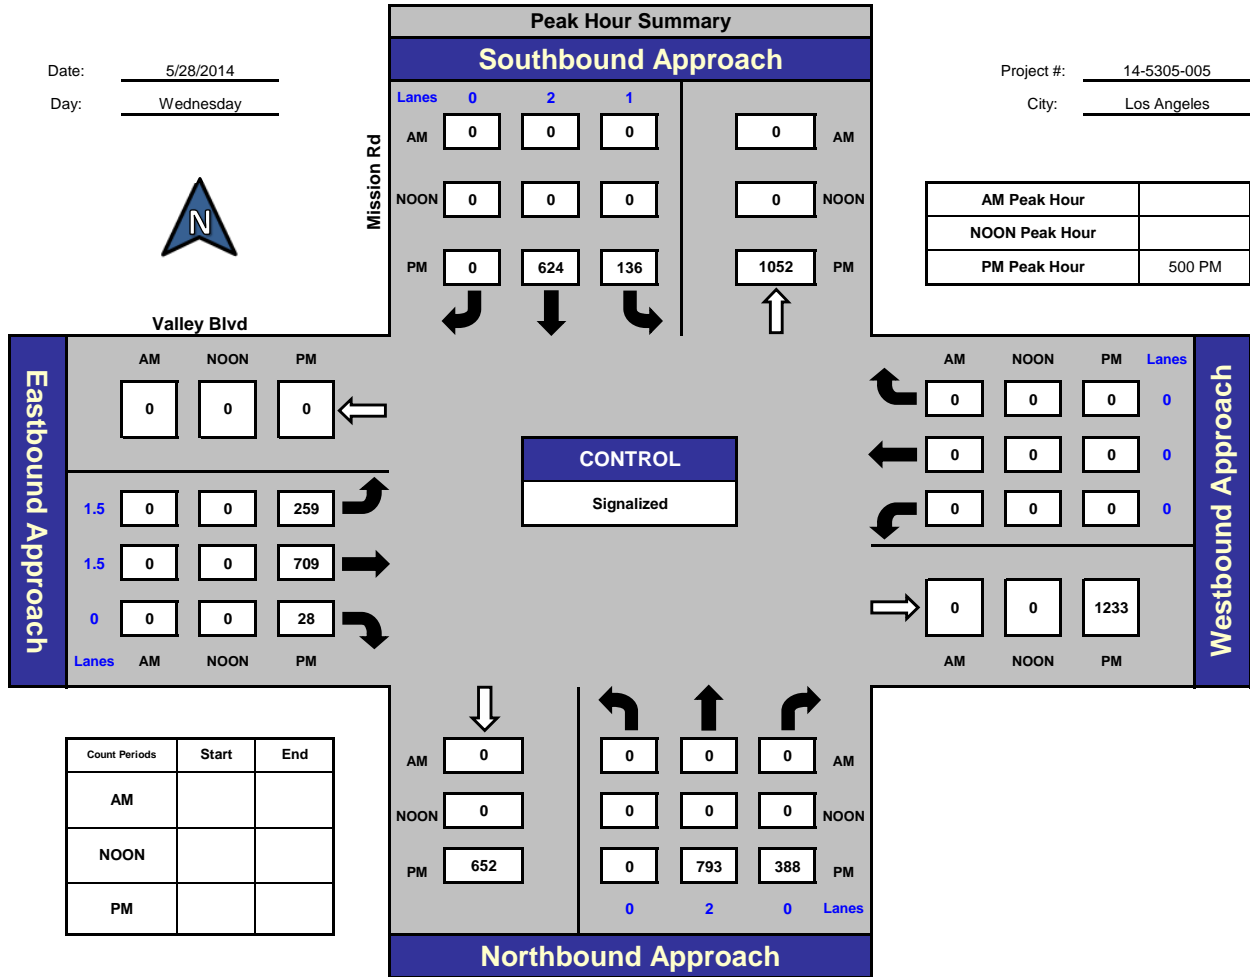 Peak Hour Summary
Southbound Approach
Date: 5/28/2014
Day: Wednesday
Project #: 14-5305-005
City: Los Angeles
N
Mission Rd
Lanes 0 2 1
AM 0 0 0 0 AM
NOON 0 0 0 0 NOON
PM 0 624 136 1052 PM
AM Peak Hour
NOON Peak Hour
PM Peak Hour 500 PM
Valley Blvd
Eastbound Approach
AM NOON PM
0 0 0
1.5 0 0 259
1.5 0 0 709
0 0 0 28
Lanes AM NOON PM
CONTROL
Signalized
AM NOON PM Lanes
0 0 0 0
0 0 0 0
0 0 0 0
0 0 1233
AM NOON PM
Westbound Approach
Count Periods Start End
AM
NOON
PM
AM 0 0 0 0 AM
NOON 0 0 0 0 NOON
PM 652 0 793 388 PM
0 2 0 Lanes
Northbound Approach